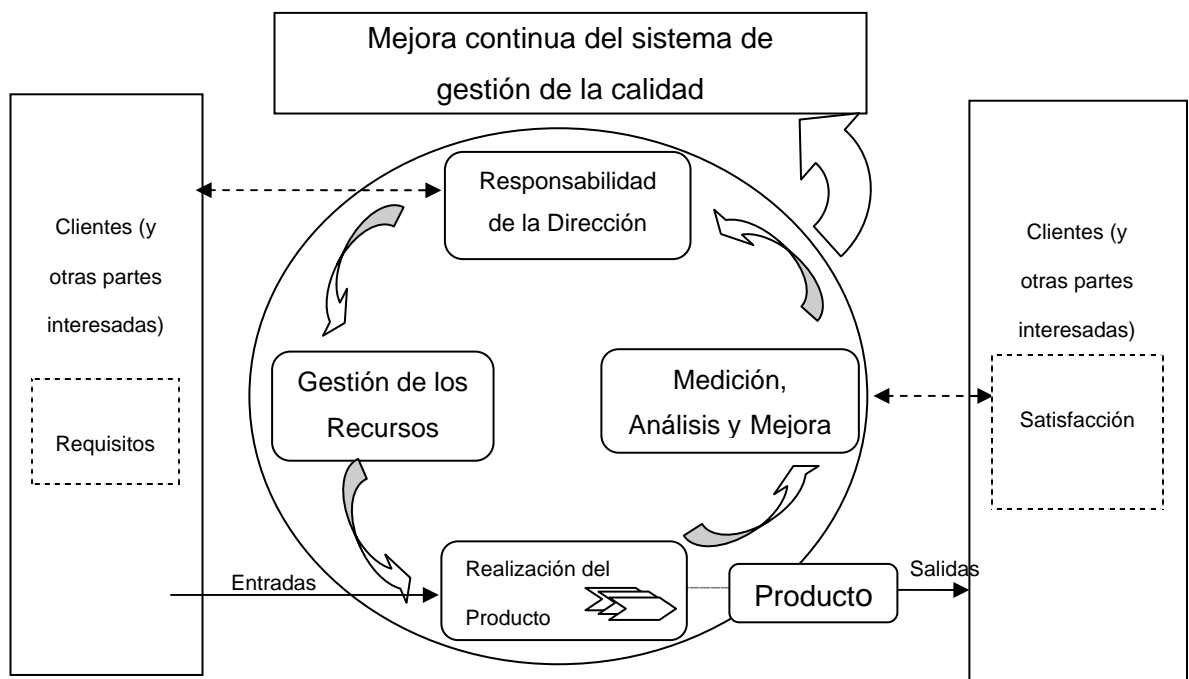 Mejora continua del sistema de
gestión de la calidad
Clientes (y
otras partes
interesadas)
Requisitos
Responsabilidad
de la Dirección
Gestión de los
Recursos
Medición,
Análisis y Mejora
Entradas
Realización del
Producto
Producto
Salidas
Clientes (y
otras partes
interesadas)
Satisfacción